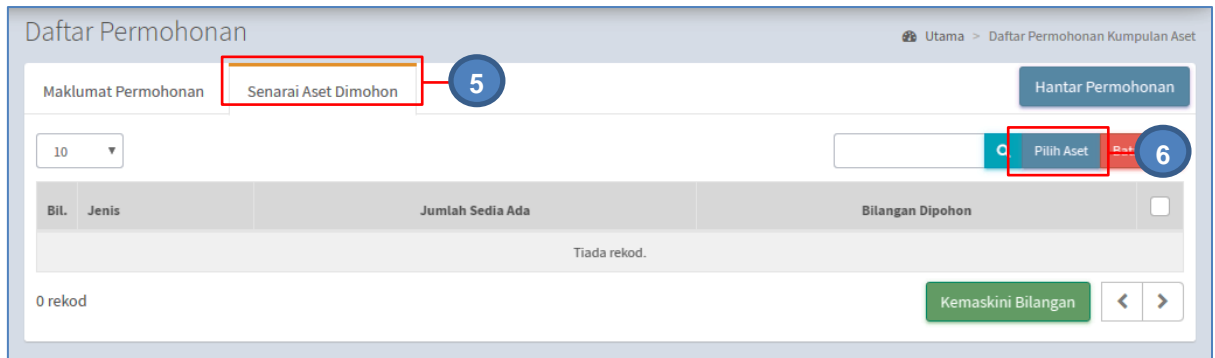 Daftar Permohonan
Utama > Daftar Permohonan Kumpulan Aset
Maklumat Permohonan
Senarai Aset Dimohon
5
Hantar Permohonan
10
Pilih Aset
6
Bil. Jenis Jumlah Sedia Ada Bilangan Dipohon
Tiada rekod.
0 rekod
Kemaskini Bilangan